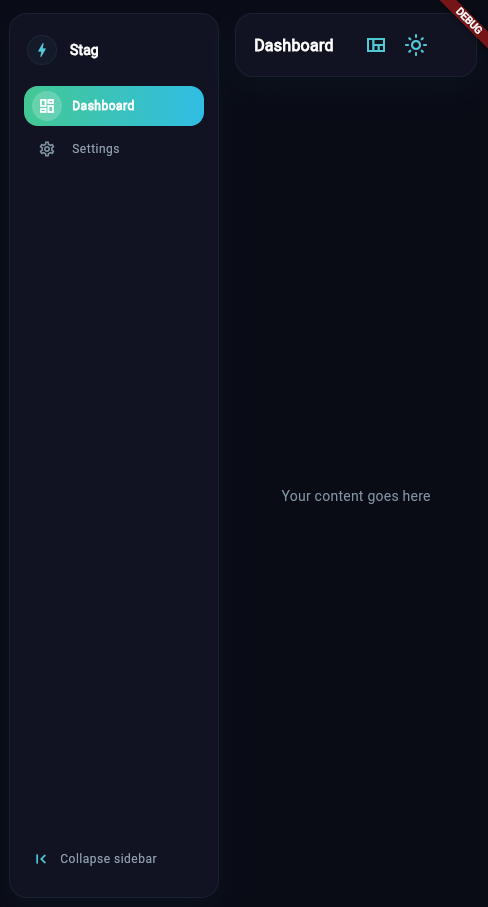 Stag
Dashboard
Settings
Collapse sidebar
Dashboard
DEBUG
Your content goes here